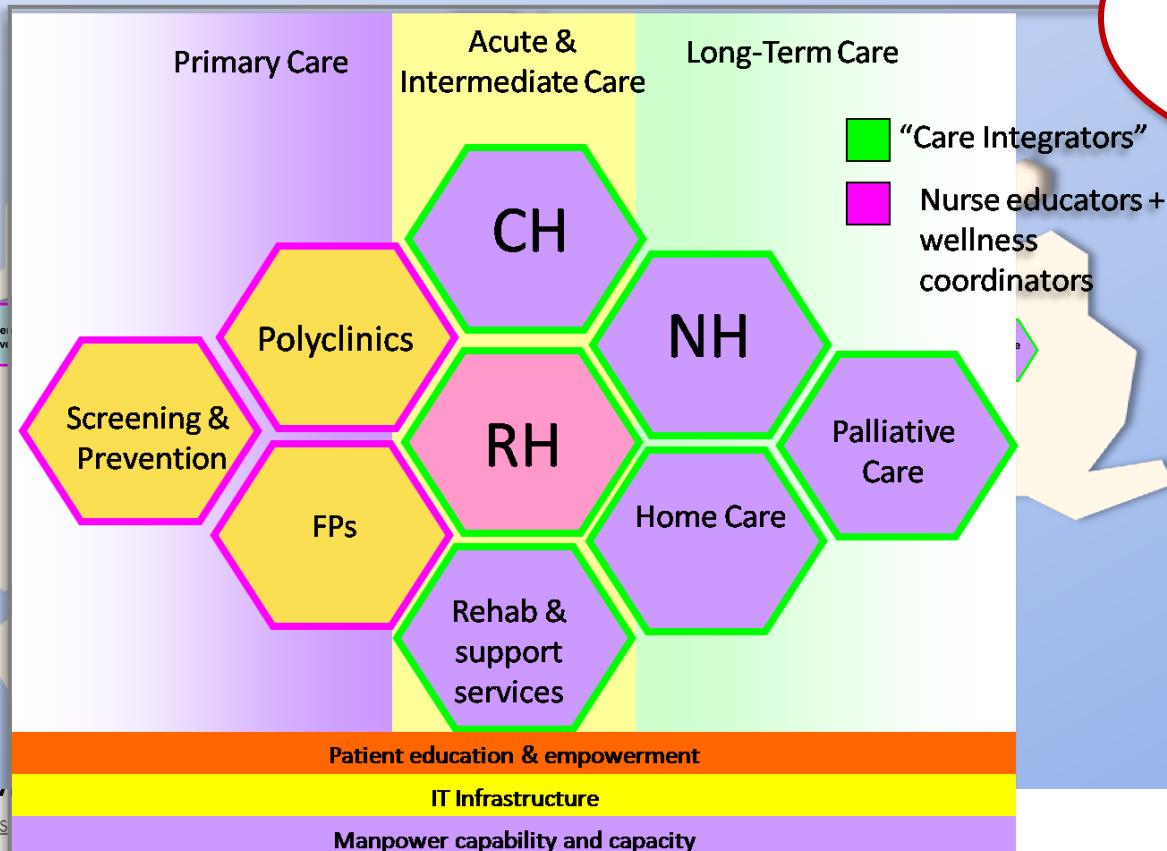 Primary Care
Acute &
Intermediate Care
Long-Term Care
“Care Integrators”
Nurse educators +
wellness
coordinators
CH
Polyclinics
NH
Screening &
Prevention
RH
Palliative
Care
FPs
Home Care
Rehab &
support
services
Patient education & empowerment
IT Infrastructure
Manpower capability and capacity